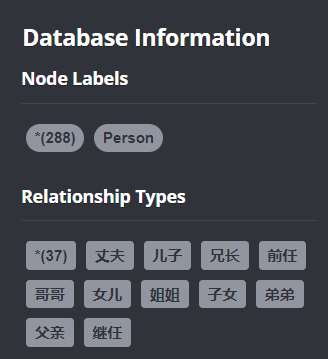 Database Information
Node Labels
*(288) Person
Relationship Types
*(37) 丈夫 儿子 兄长 前任
哥哥 女儿 姐姐 子女 弟弟
父亲 继任